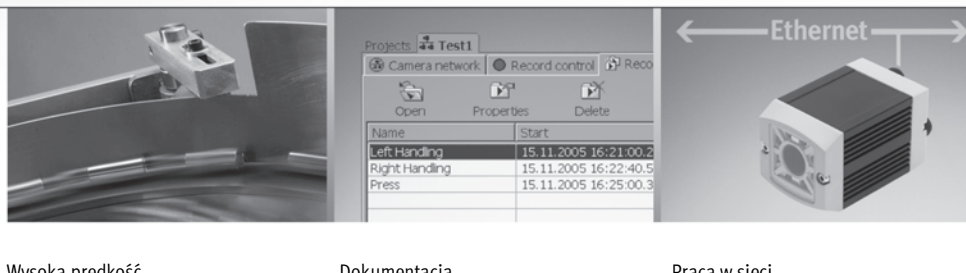 Ethernet
Projects Test1
Camera network Record control
Open Properties Delete
Name Start
Left Handling 15.11.2005 16:21:00.2
Right Handling 15.11.2005 16:22:40.5
Press 15.11.2005 16:25:00.3
Wysoka prędkość
Dokumentacja
Praca w sieci